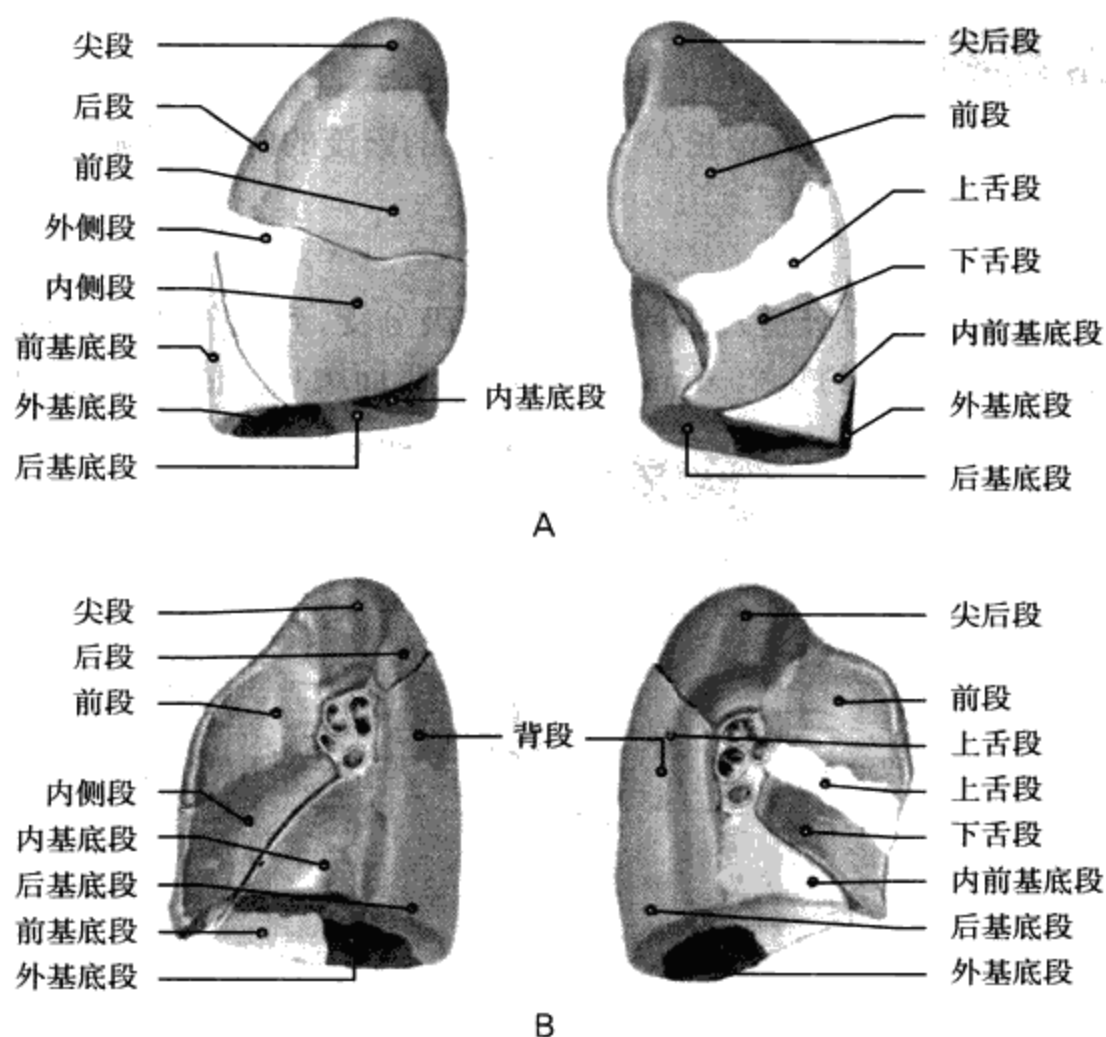 尖段
后段
前段
外侧段
内侧段
前基底段
外基底段
后基底段
内基底段
尖后段
前段
上舌段
下舌段
内前基底段
外基底段
后基底段
A
尖段
后段
前段
内侧段
内基底段
后基底段
前基底段
外基底段
背段
尖后段
前段
上舌段
上舌段
下舌段
内前基底段
后基底段
外基底段
B